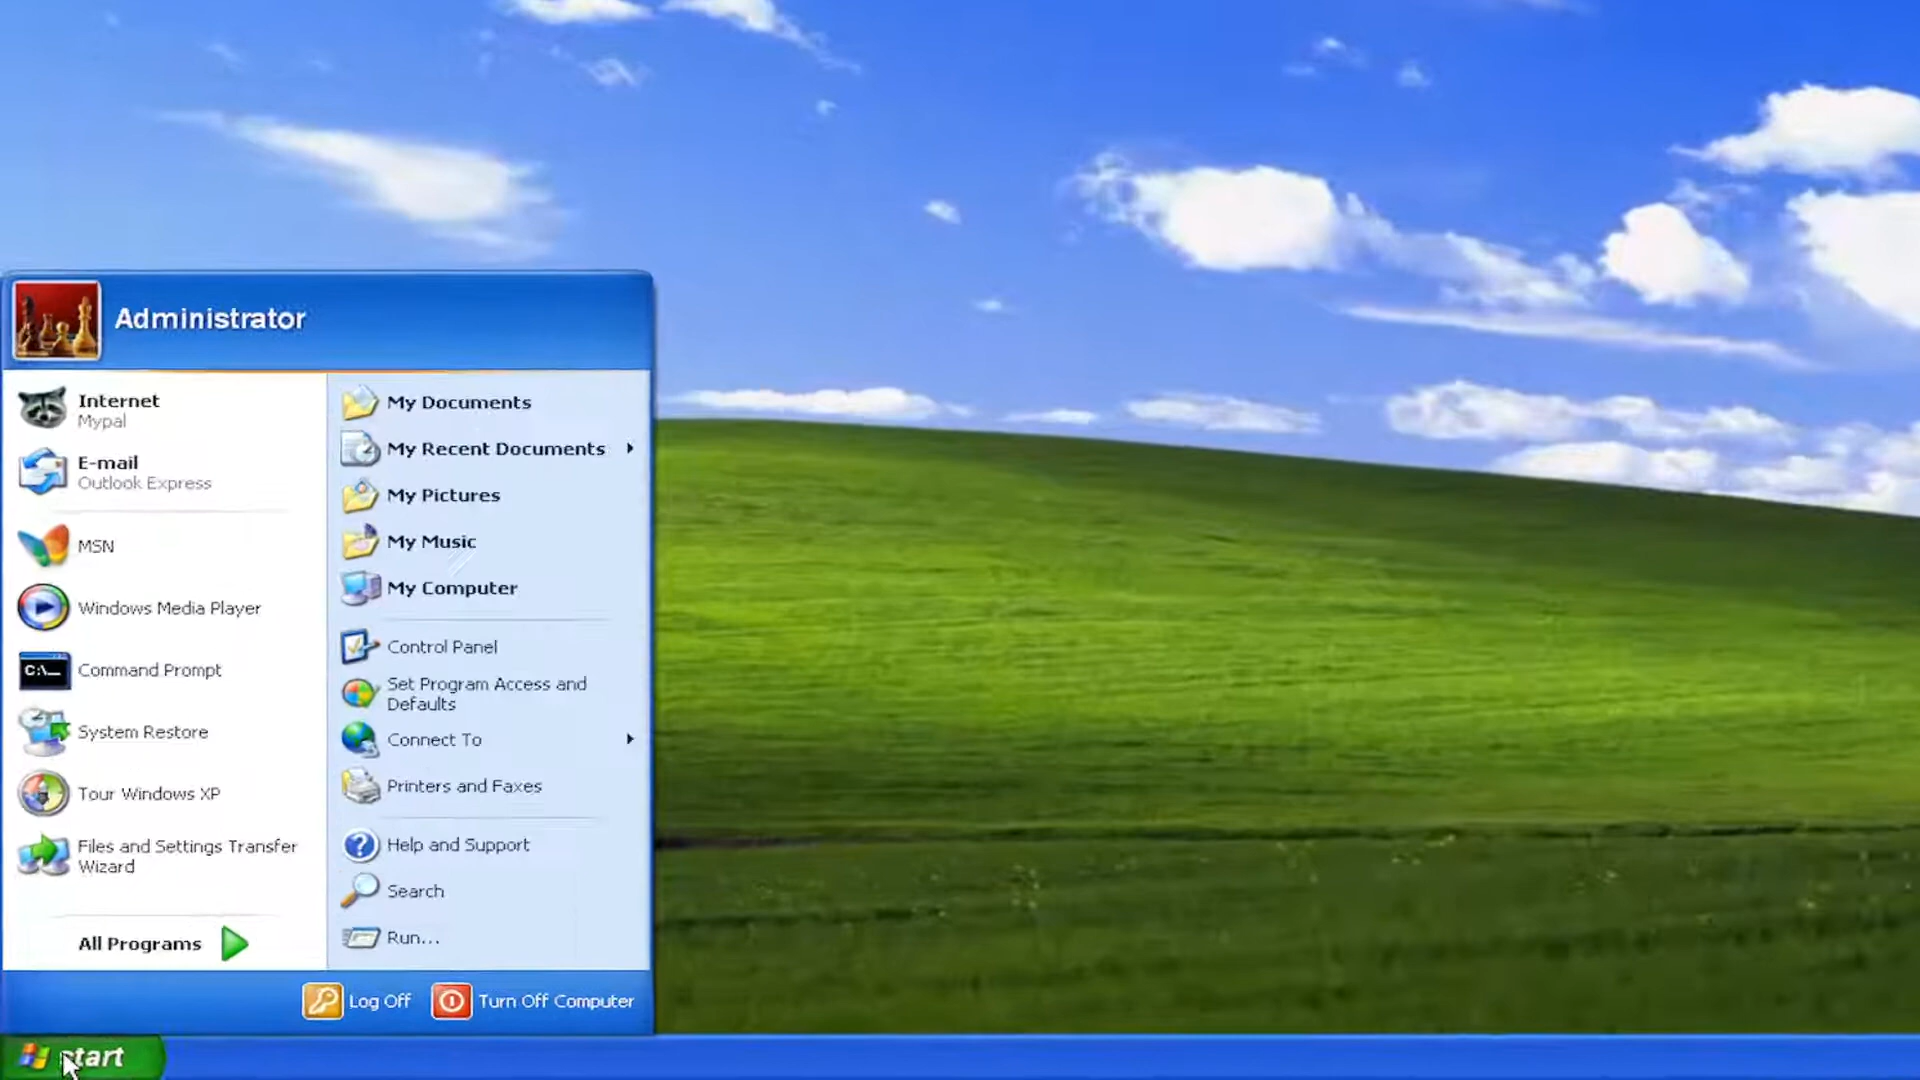 Administrator
Internet
Mypal
E-mail
Outlook Express
MSN
Windows Media Player
Command Prompt
C:\_
System Restore
Tour Windows XP
Files and Settings Transfer
Wizard
All Programs
My Documents
My Recent Documents
My Pictures
My Music
My Computer
Control Panel
Set Program Access and
Defaults
Connect To
Printers and Faxes
Help and Support
Search
Run...
Log Off
Turn Off Computer
start